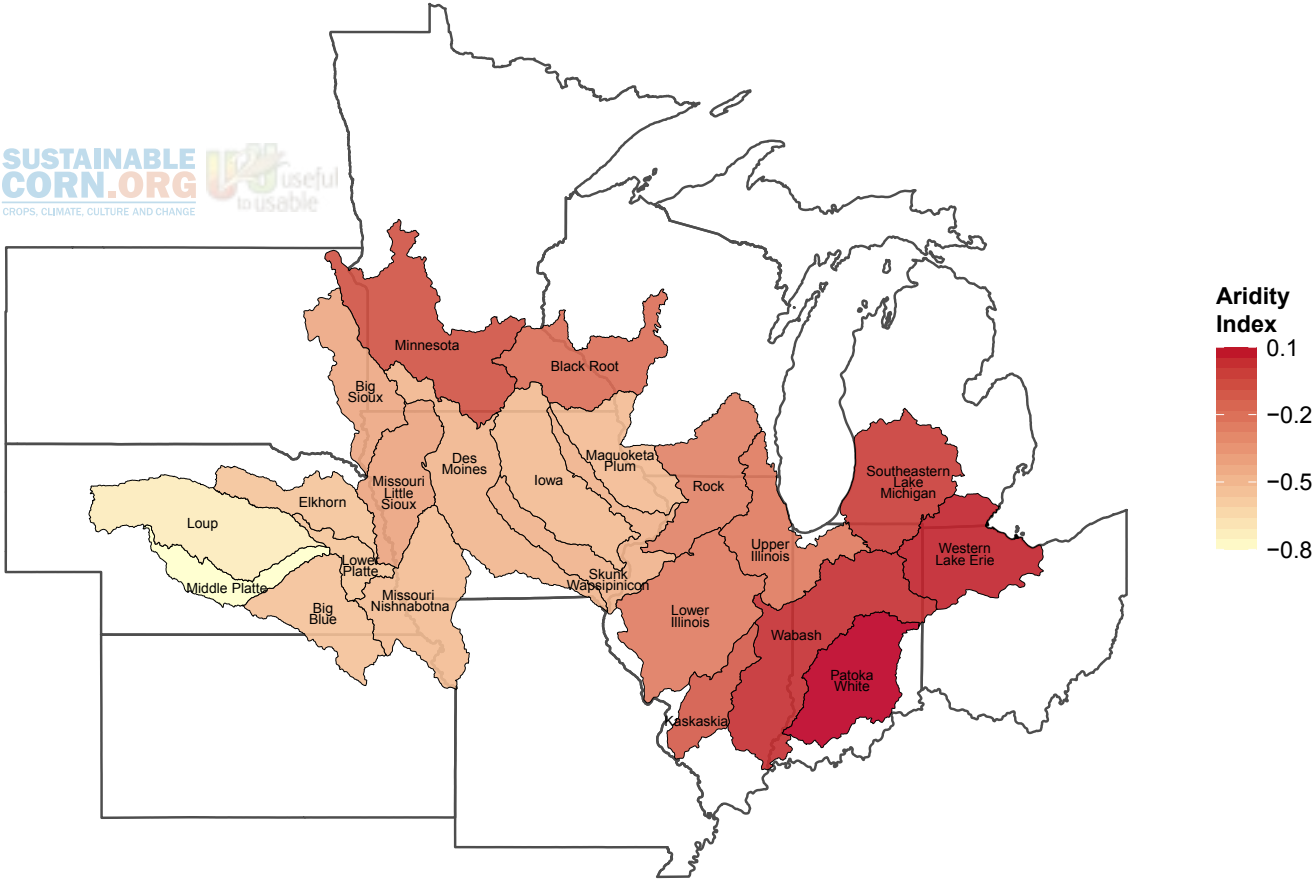 SUSTAINABLE
CORN.ORG
CROPS, CLIMATE, CULTURE AND CHANGE
U2U useful
to usable
Minnesota
Black Root
Big
Sioux
Des
Moines
Maquoketa
Plum
Iowa
Missouri
Little
Sioux
Rock
Southeastern
Lake
Michigan
Elkhorn
Loup
Upper
Illinois
Western
Lake Erie
Lower
Platte
Middle Platte
Skunk
Wapsipinicon
Missouri
Nishnabotna
Big
Blue
Lower
Illinois
Wabash
Patoka
White
Kaskaskia
Aridity
Index
0.1
−0.2
−0.5
−0.8